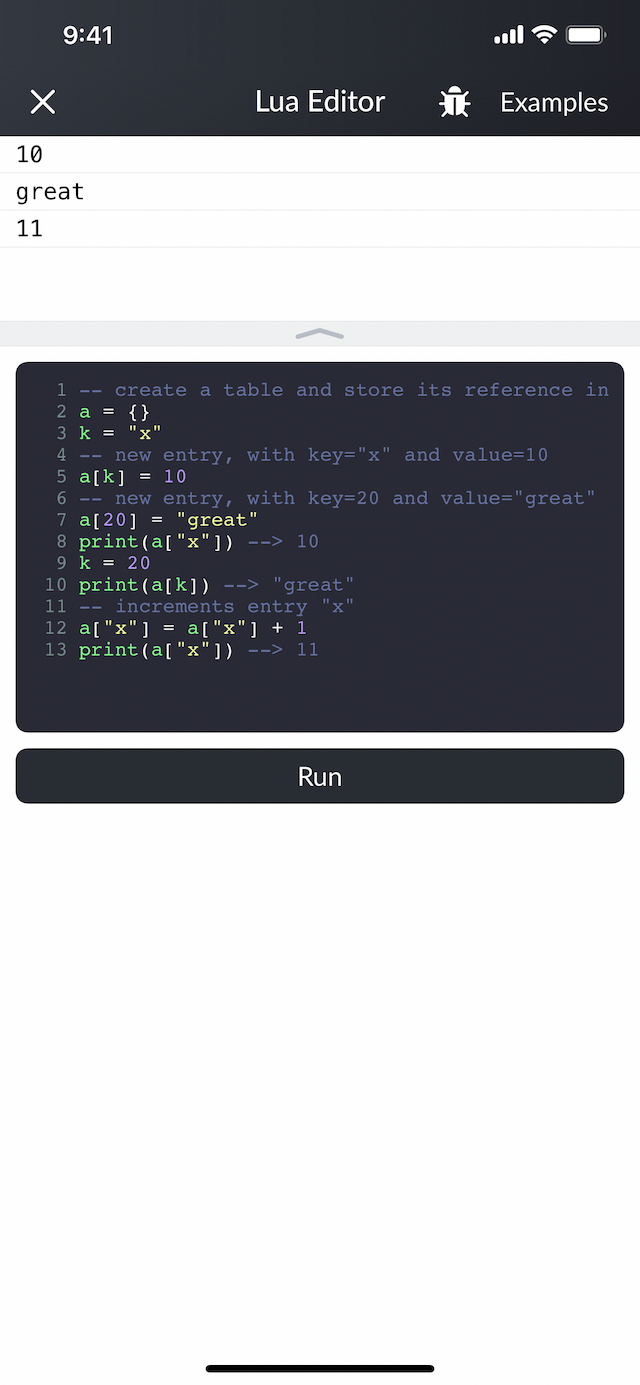 9:41
Lua Editor Examples
10
great
11
1 -- create a table and store its reference in
2 a = {}
3 k = "x"
4 -- new entry, with key="x" and value=10
5 a[k] = 10
6 -- new entry, with key=20 and value="great"
7 a[20] = "great"
8 print(a["x"]) --> 10
9 k = 20
10 print(a[k]) --> "great"
11 -- increments entry "x"
12 a["x"] = a["x"] + 1
13 print(a["x"]) --> 11
Run